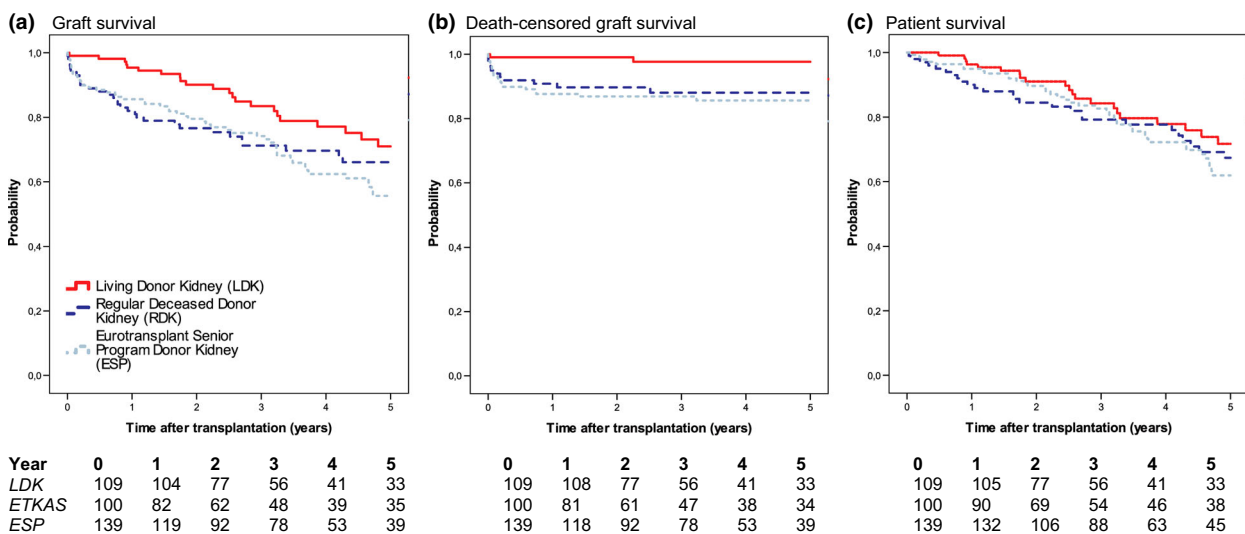 (a) Graft survival
1,0
0,8
0,6
0,4
0,2
0,0
Probability
Living Donor Kidney (LDK)
Regular Deceased Donor
Kidney (RDK)
Eurotransplant Senior
Program Donor Kidney
(ESP)
0 1 2 3 4 5
Time after transplantation (years)
(b) Death-censored graft survival
1,0
0,8
0,6
0,4
0,2
0,0
Probability
0 1 2 3 4 5
Time after transplantation (years)
(c) Patient survival
1,0
0,8
0,6
0,4
0,2
0,0
Probability
0 1 2 3 4 5
Time after transplantation (years)
Year 0 1 2 3 4 5 0 1 2 3 4 5 0 1 2 3 4 5
LDK 109 104 77 56 41 33 109 108 77 56 41 33 109 105 77 56 41 33
ETKAS 100 82 62 48 39 35 100 81 61 47 38 34 100 90 69 54 46 38
ESP 139 119 92 78 53 39 139 118 92 78 53 39 139 132 106 88 63 45